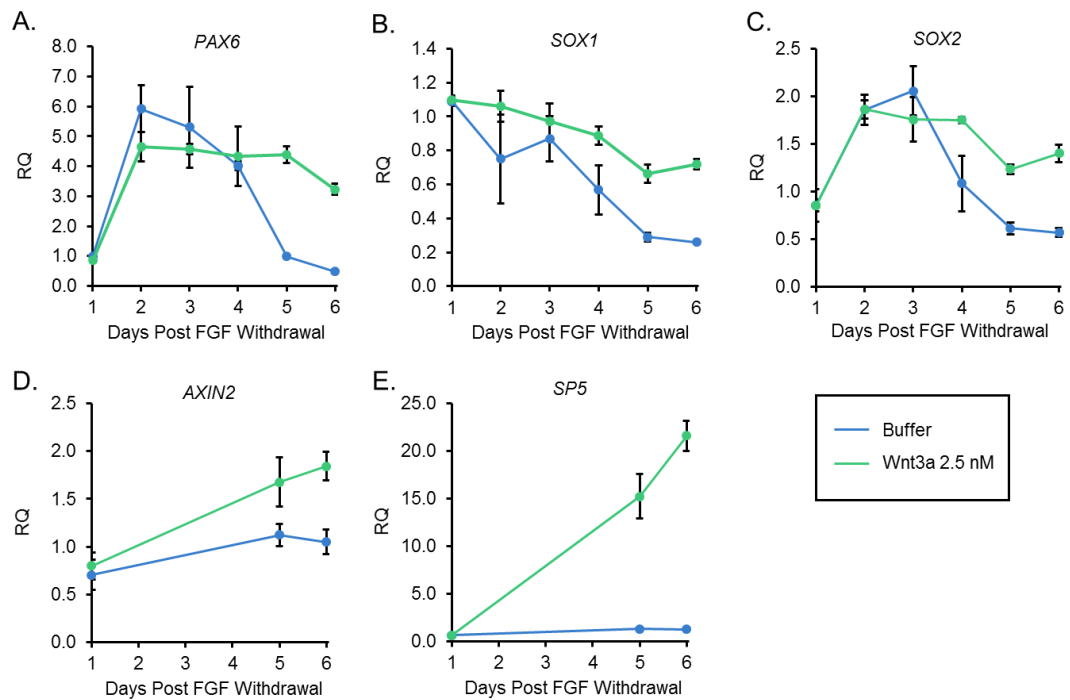 A.
PAX6
8.0
7.0
6.0
5.0
4.0
3.0
2.0
1.0
0.0
RQ
1 2 3 4 5 6
Days Post FGF Withdrawal
B.
SOX1
1.4
1.2
1.0
0.8
0.6
0.4
0.2
0.0
RQ
1 2 3 4 5 6
Days Post FGF Withdrawal
C.
SOX2
2.5
2.0
1.5
1.0
0.5
0.0
RQ
1 2 3 4 5 6
Days Post FGF Withdrawal
D.
AXIN2
2.5
2.0
1.5
1.0
0.5
0.0
RQ
1 2 3 4 5 6
Days Post FGF Withdrawal
E.
SP5
25.0
20.0
15.0
10.0
5.0
0.0
RQ
1 2 3 4 5 6
Days Post FGF Withdrawal
Buffer
Wnt3a 2.5 nM